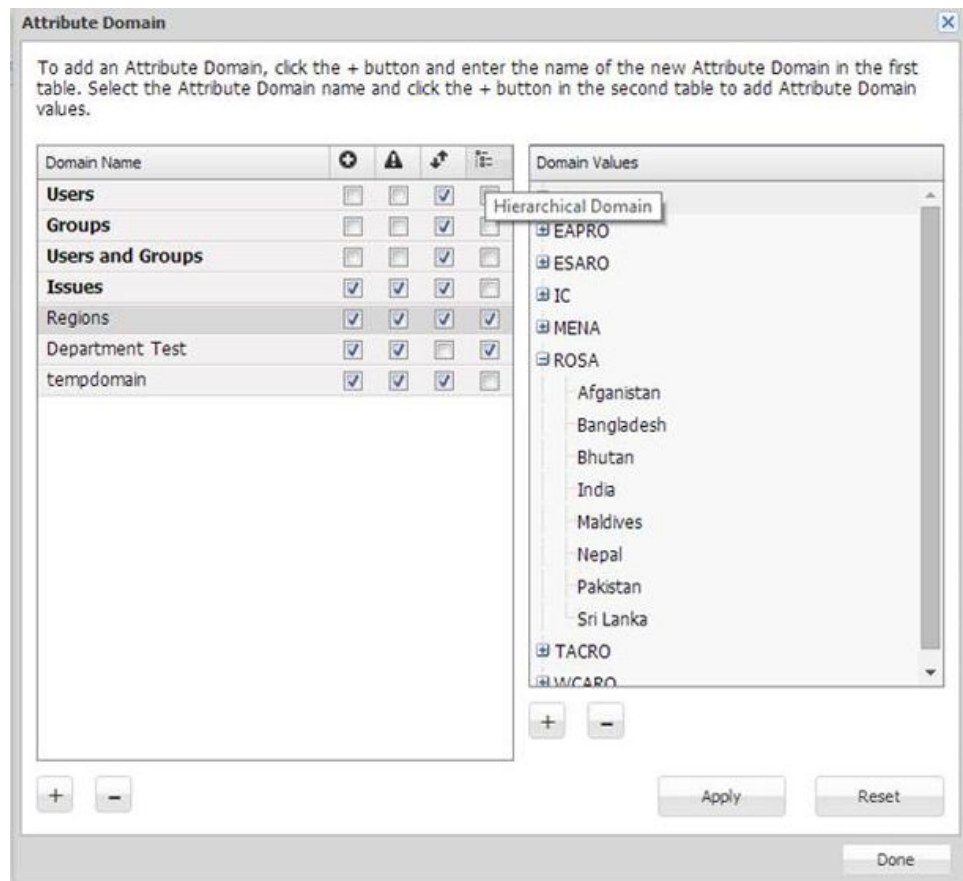 Attribute Domain
To add an Attribute Domain, click the + button and enter the name of the new Attribute Domain in the first
table. Select the Attribute Domain name and click the + button in the second table to add Attribute Domain
values.
Domain Name
Users
Groups
Users and Groups
Issues
Regions
Department Test
tempdomain
Domain Values
Hierarchical Domain
EAPRO
ESARO
IC
MENA
ROSA
Afganistan
Bangladesh
Bhutan
India
Maldives
Nepal
Pakistan
Sri Lanka
TACRO
WCARO
+ -
+ -
Apply
Reset
Done